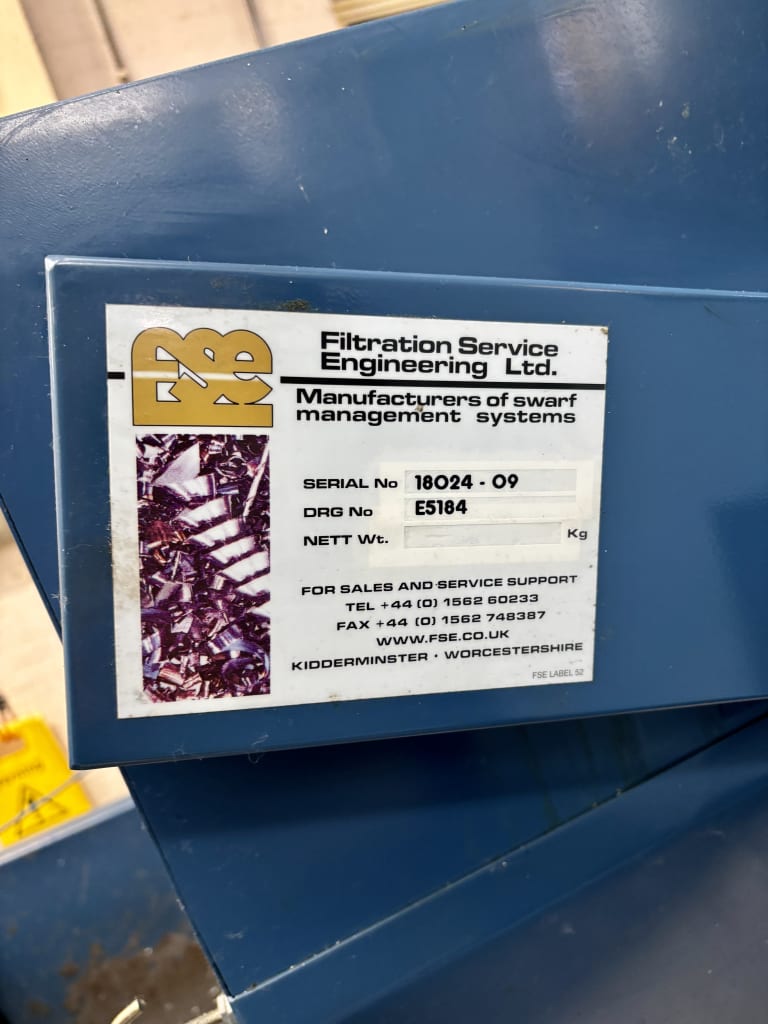 fse
Filtration Service
Engineering Ltd.
Manufacturers of swarf
management systems
SERIAL No 18024 - 09
DRG No E5184
NETT Wt. Kg
FOR SALES AND SERVICE SUPPORT
TEL +44 (0) 1562 60233
FAX +44 (0) 1562 748387
WWW.FSE.CO.UK
KIDDERMINSTER · WORCESTERSHIRE
FSE LABEL 52